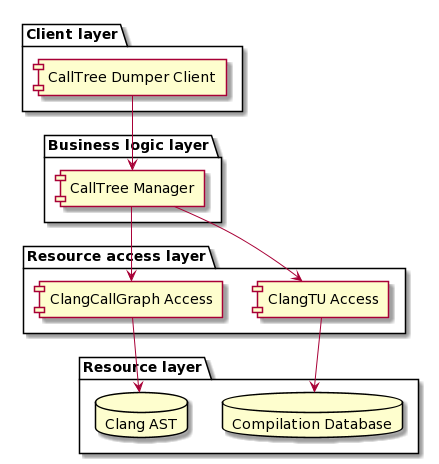 Client layer
CallTree Dumper Client
Business logic layer
CallTree Manager
Resource access layer
ClangCallGraph Access
ClangTU Access
Resource layer
Clang AST
Compilation Database